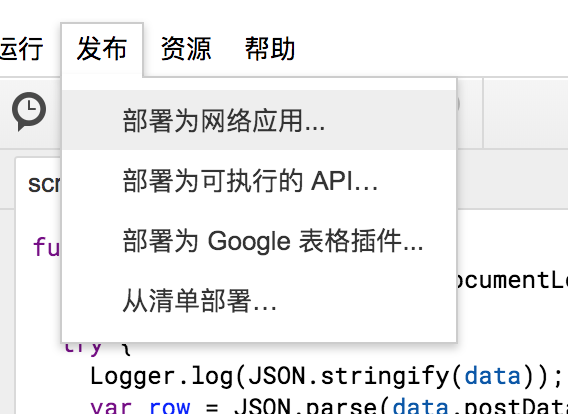 运行 发布 资源 帮助
部署为网络应用...
scr
部署为可执行的 API...
fu
部署为 Google 表格插件...
ocumentLo
从清单部署...
try {
Logger.log(JSON.stringify(data));
var row = JSON.parse(data.postData